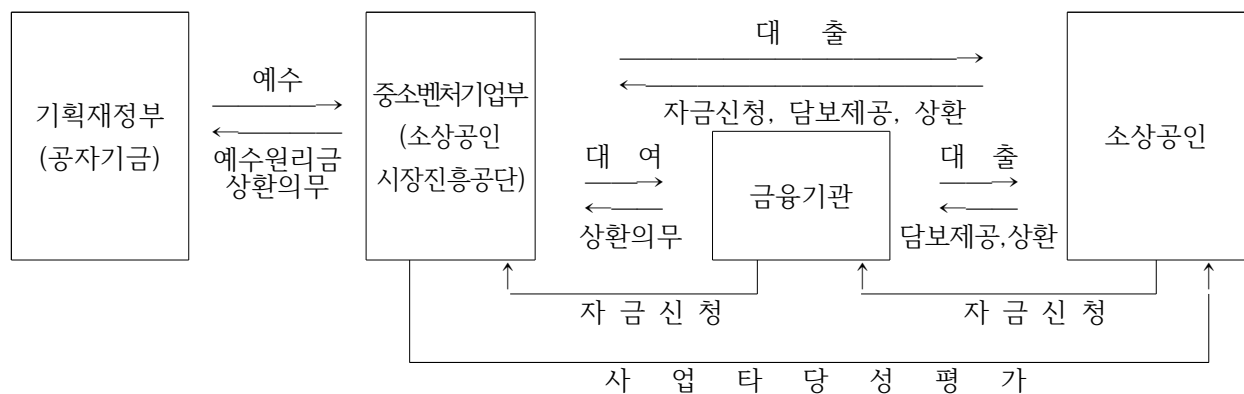 기획재정부
(공자기금)
예수
예수원리금
상환의무
중소벤처기업부
(소상공인
시장진흥공단)
대 출
자금신청, 담보제공, 상환
대 여
상환의무
금융기관
대 출
담보제공,상환
소상공인
자 금 신 청
자 금 신 청
사 업 타 당 성 평 가